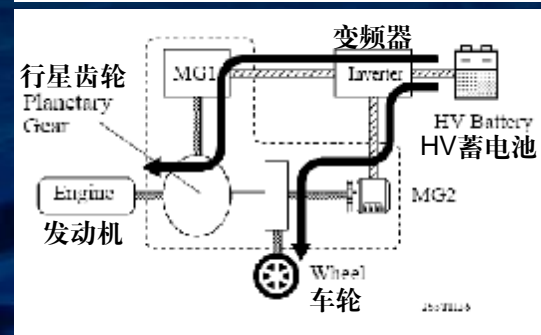 变频器
行星齿轮
MG1
Inverter
Planetary
Gear
HV Battery
HV蓄电池
Engine
MG2
发动机
Wheel
车轮